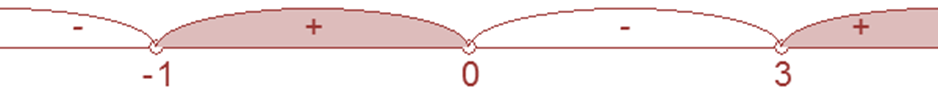 - + - +
-1 0 3